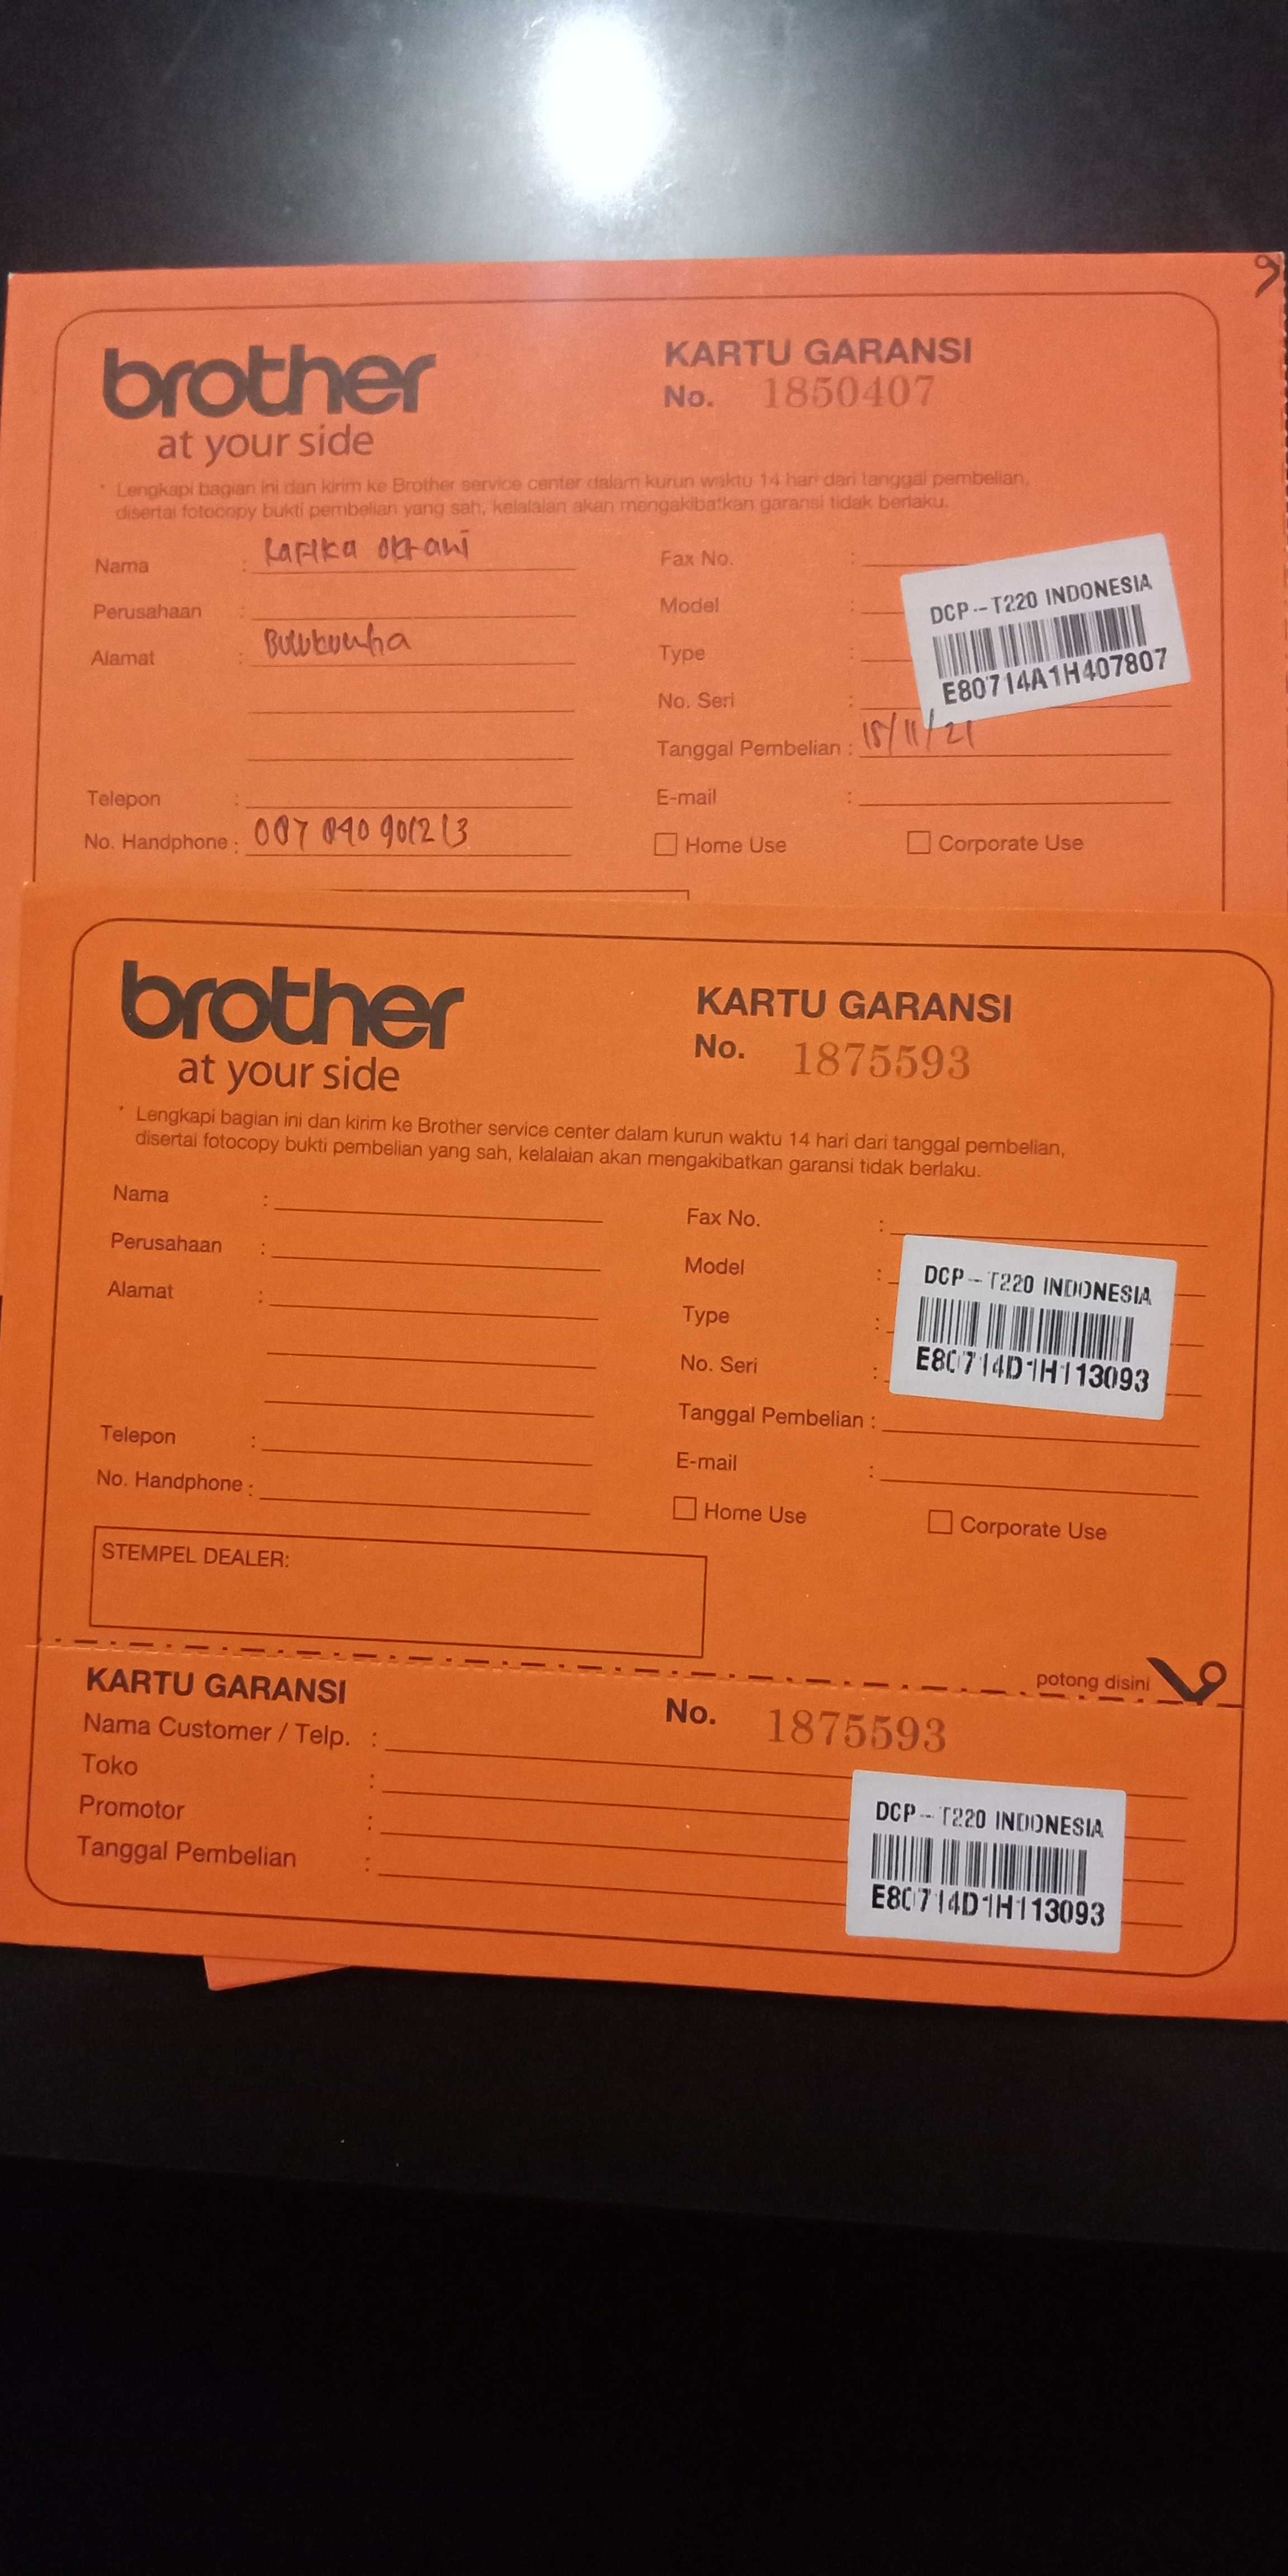 brother
at your side
KARTU GARANSI
No. 1850407
* Lengkapi bagian ini dan kirim ke Brother service center dalam kurun waktu 14 hari dari tanggal pembelian,
disertai fotocopy bukti pembelian yang sah, kelalaian akan mengakibatkan garansi tidak berlaku.
Nama :
Perusahaan :
Alamat : Bulukumba
Telepon :
No. Handphone :
Fax No. :
Model :
Type :
No. Seri :
DCP-T220 INDONESIA
E80714A1H407807
Tanggal Pembelian : 15/11/21
E-mail :
Home Use
Corporate Use
brother
at your side
KARTU GARANSI
No. 1875593
* Lengkapi bagian ini dan kirim ke Brother service center dalam kurun waktu 14 hari dari tanggal pembelian,
disertai fotocopy bukti pembelian yang sah, kelalaian akan mengakibatkan garansi tidak berlaku.
Nama :
Perusahaan :
Alamat :
Telepon :
No. Handphone :
Fax No. :
Model :
Type :
No. Seri :
DCP-T220 INDONESIA
E80714D1H113093
Tanggal Pembelian :
E-mail :
Home Use
Corporate Use
STEMPEL DEALER:
potong disini
KARTU GARANSI
No. 1875593
Nama Customer / Telp. :
Toko :
Promotor :
Tanggal Pembelian :
DCP-T220 INDONESIA
E80714D1H113093